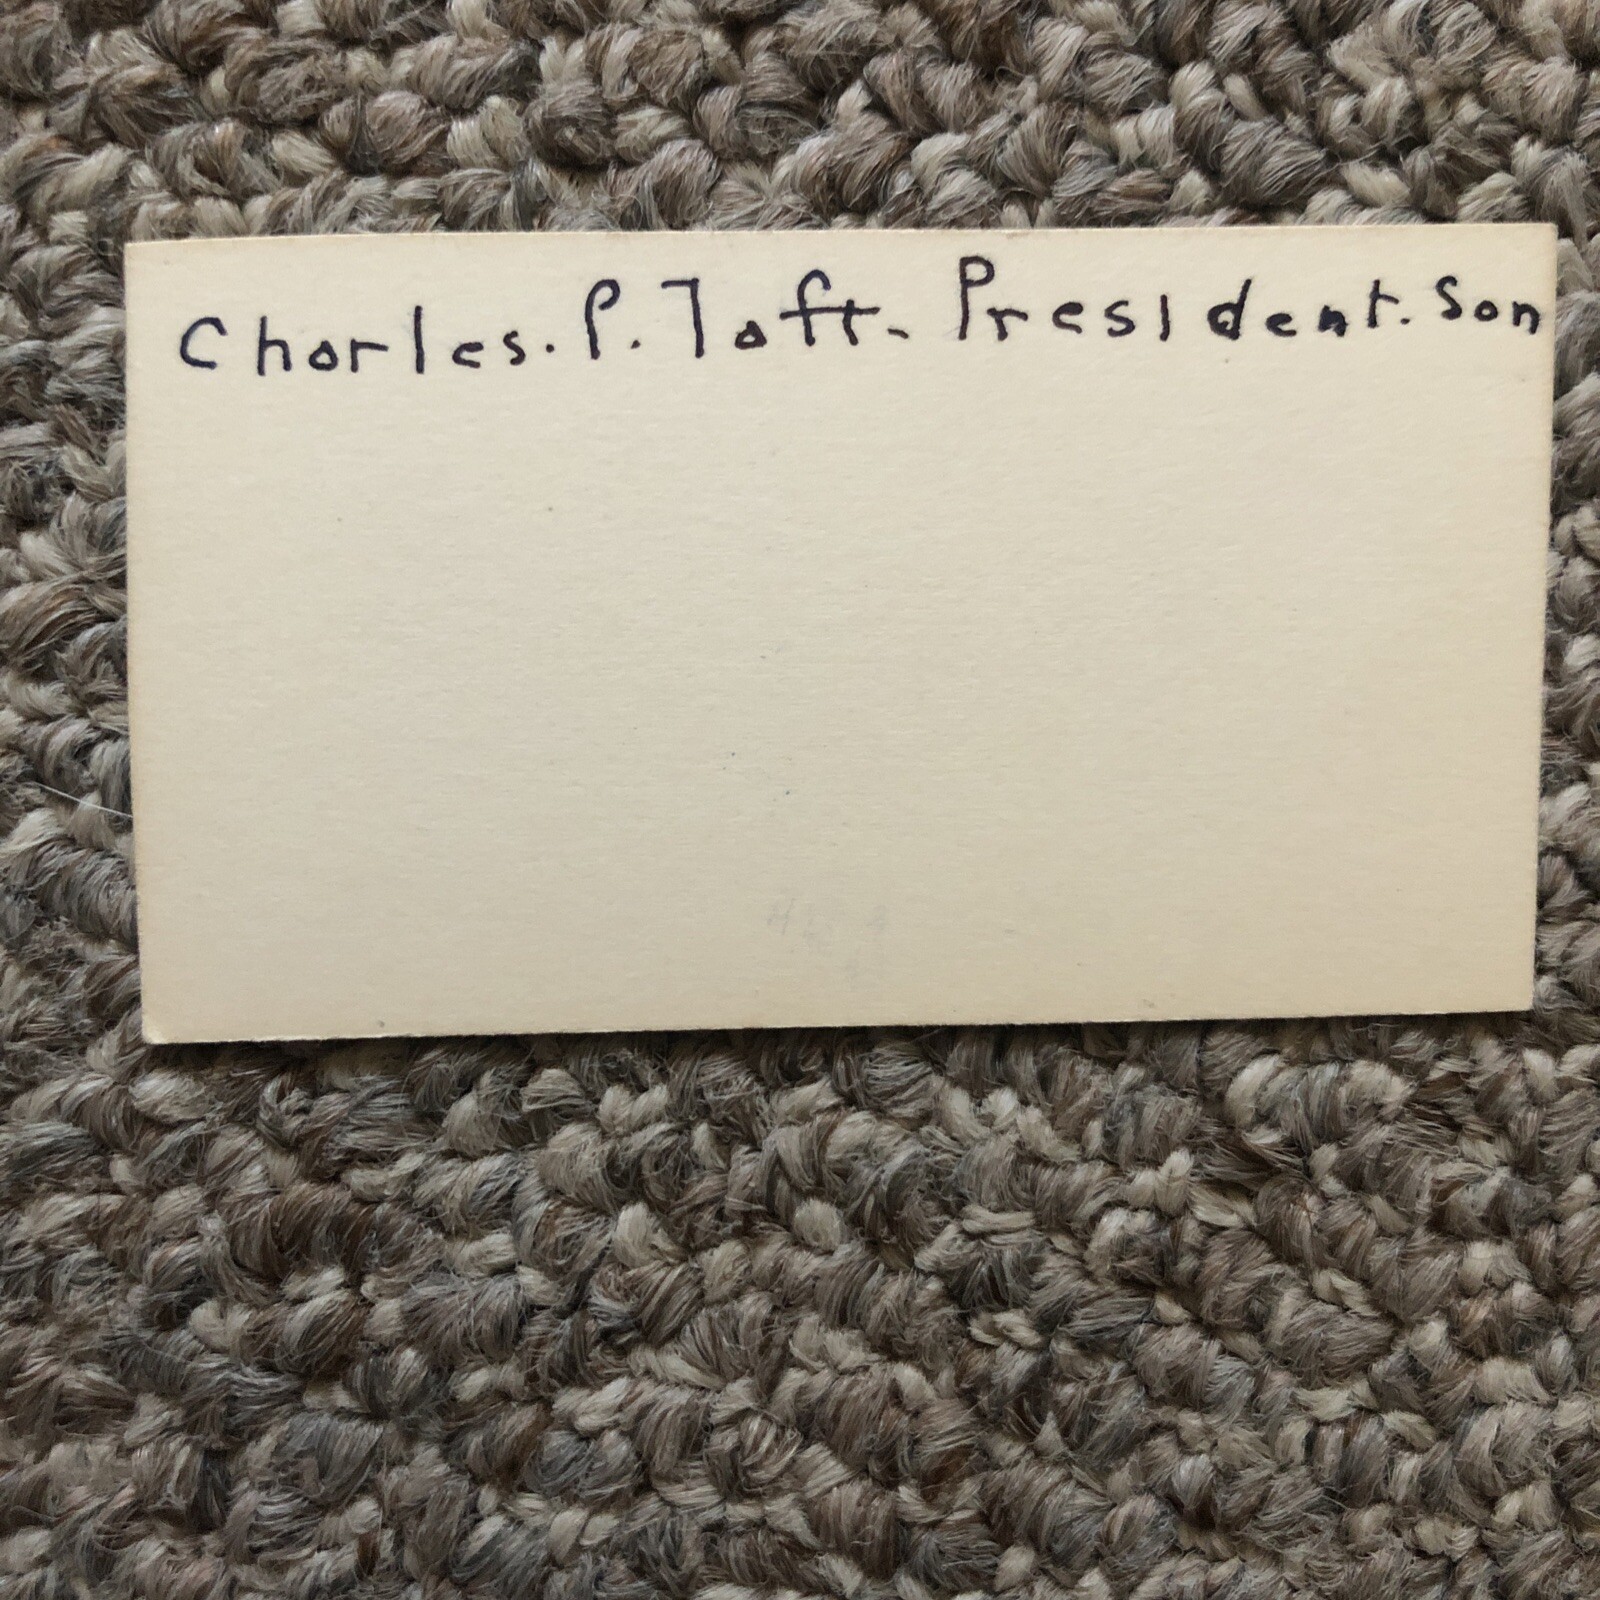 Charles. P. Taft. President. Son